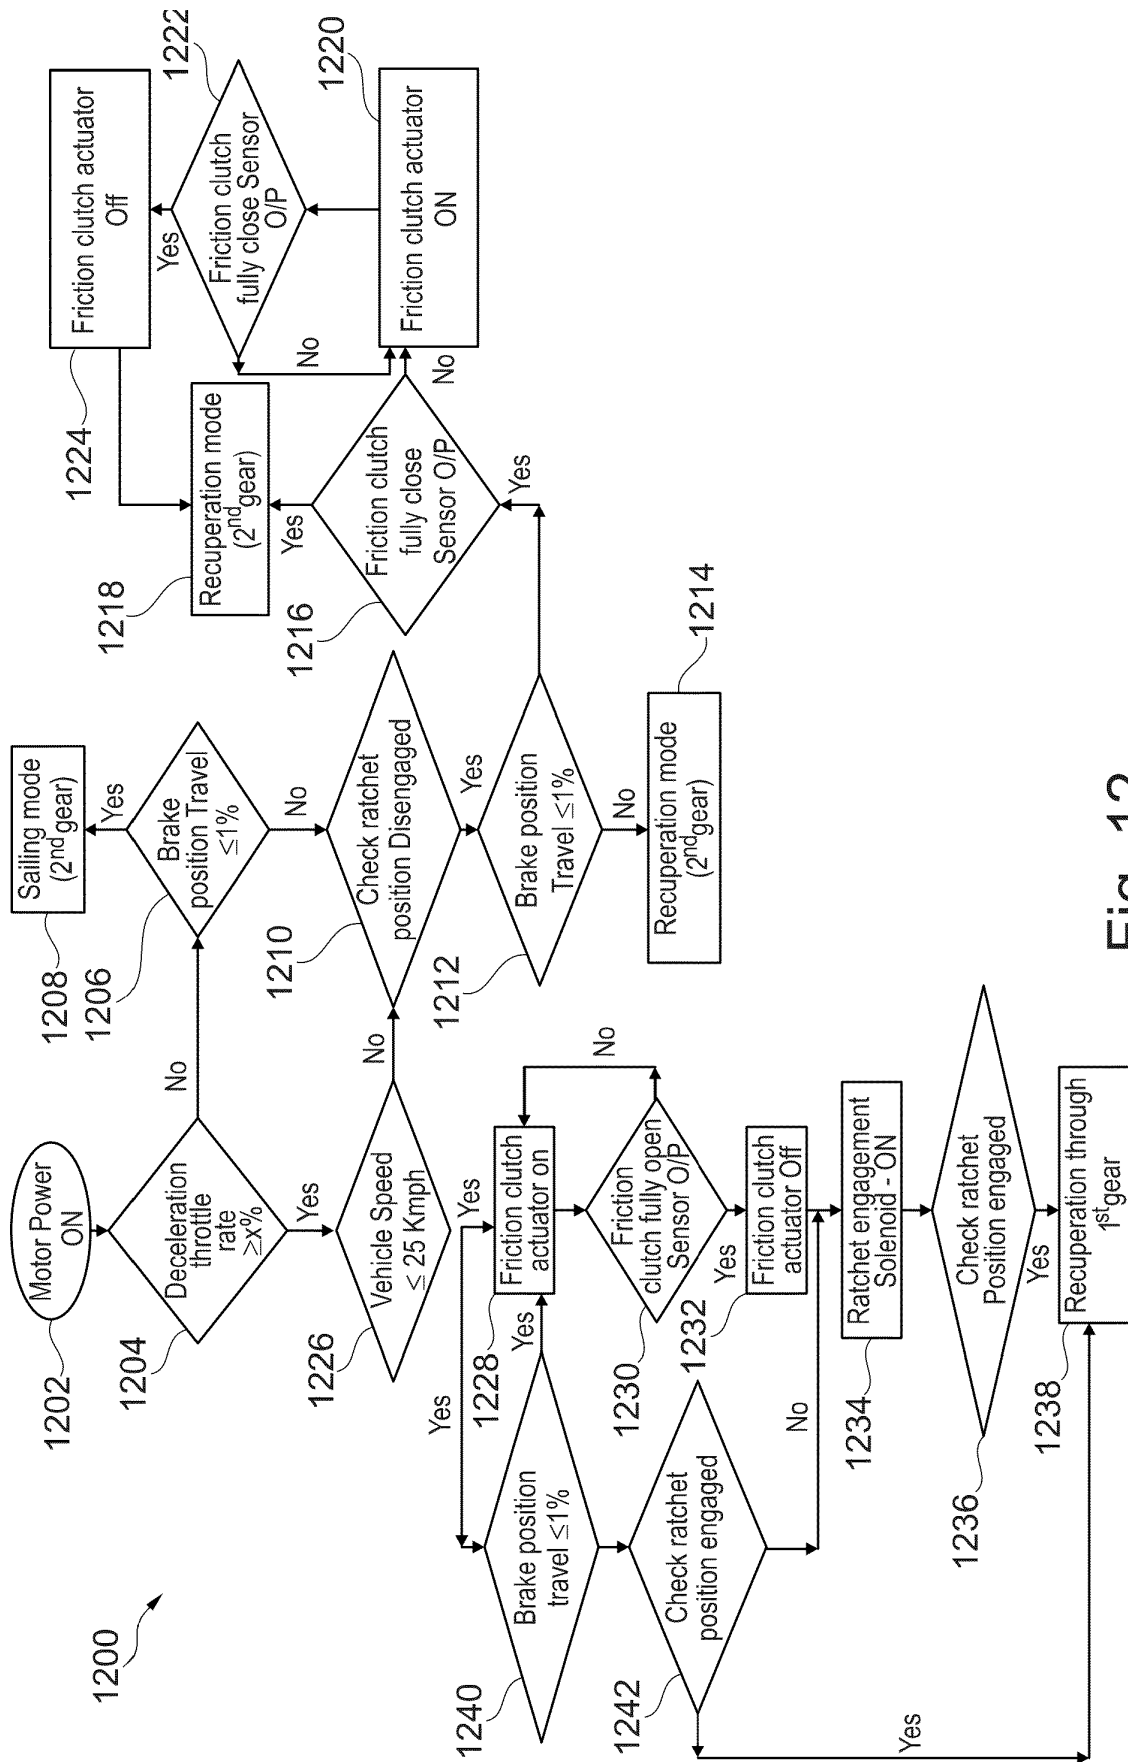 1200
1202
Motor Power
ON
1204
Deceleration
throttle
rate
≥x%
No
Yes
1206
Brake
position Travel
≤1%
Yes
No
1208
Sailing mode
(2nd gear)
1226
Vehicle Speed
≤ 25 Kmph
No
Yes
1210
Check ratchet
position Disengaged
Yes
1212
Brake position
Travel ≤1%
Yes
No
1214
Recuperation mode
(2nd gear)
1216
Friction clutch
fully close
Sensor O/P
Yes
No
1218
Recuperation mode
(2nd gear)
1220
Friction clutch actuator
ON
1222
Friction clutch
fully close Sensor
O/P
Yes
No
1224
Friction clutch actuator
Off
Yes
1228
Friction clutch
actuator on
1230
Friction
clutch fully open
Sensor O/P
No
Yes
1232
Friction clutch
actuator Off
1234
Ratchet engagement
Solenoid - ON
1236
Check ratchet
Position engaged
Yes
1238
Recuperation through
1st gear
1240
Brake position
travel ≤1%
Yes
1242
Check ratchet
position engaged
No
Yes
Fig. 12